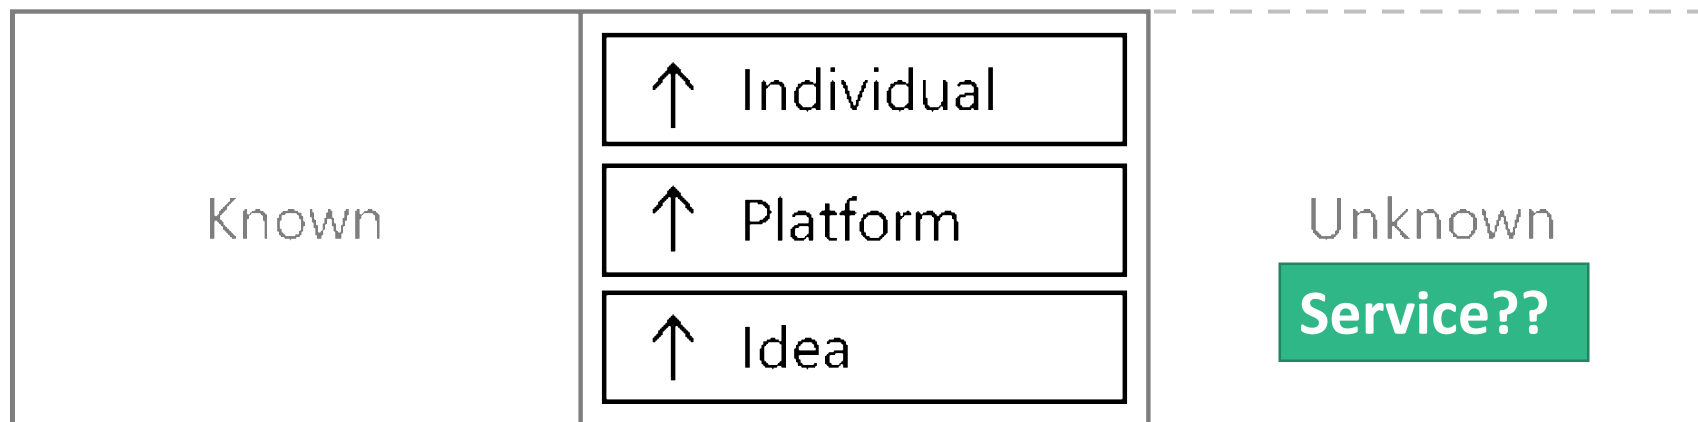 Known
↑ Individual
↑ Platform
↑ Idea
Unknown
Service??